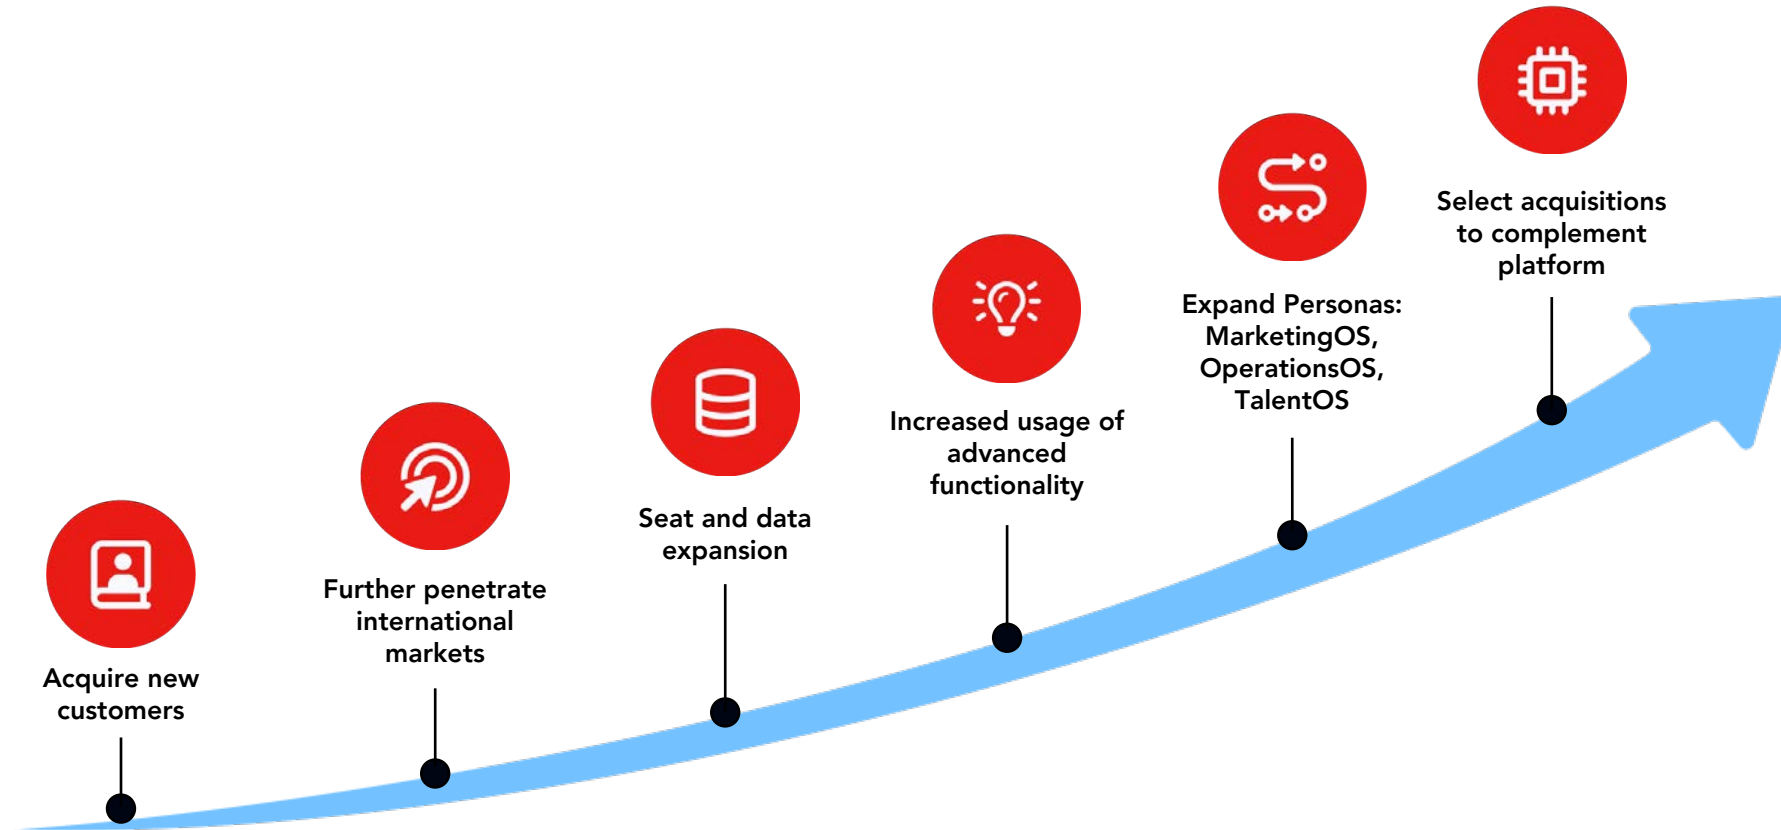 Acquire new
customers
Further penetrate
international
markets
Seat and data
expansion
Increased usage of
advanced
functionality
Expand Personas:
MarketingOS,
OperationsOS,
TalentOS
Select acquisitions
to complement
platform